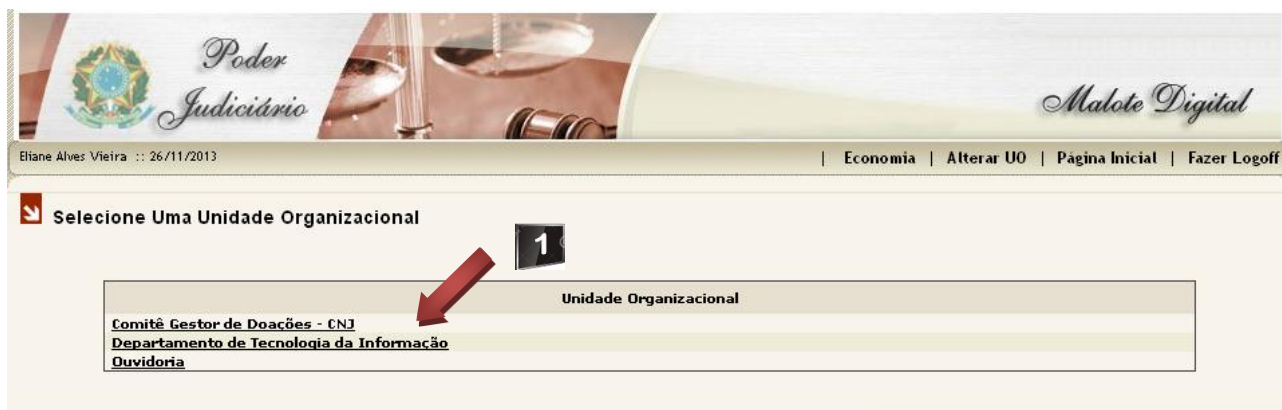 Poder
Judiciário
Malote Digital
Eliane Alves Vieira :: 26/11/2013
| Economia | Alterar UO | Página Inicial | Fazer Logoff
Selecione Uma Unidade Organizacional
1
Unidade Organizacional
Comitê Gestor de Doações - CNJ
Departamento de Tecnologia da Informação
Ouvidoria